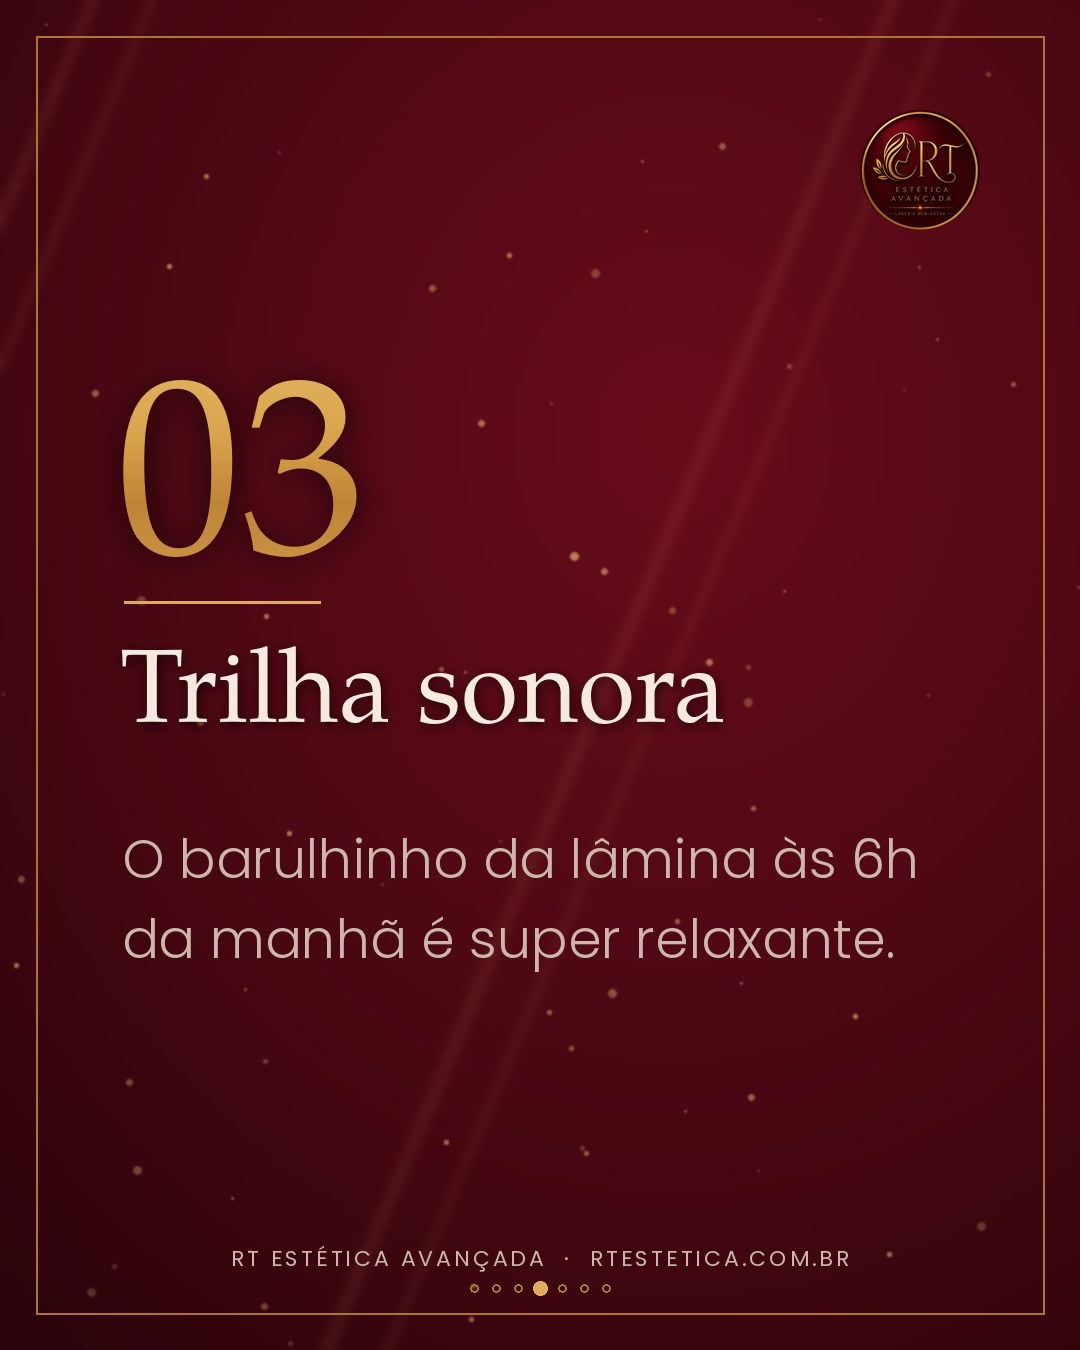 RT
ESTÉTICA
AVANÇADA
03
Trilha sonora
O barulhinho da lâmina às 6h
da manhã é super relaxante.
RT ESTÉTICA AVANÇADA · RTESTETICA.COM.BR